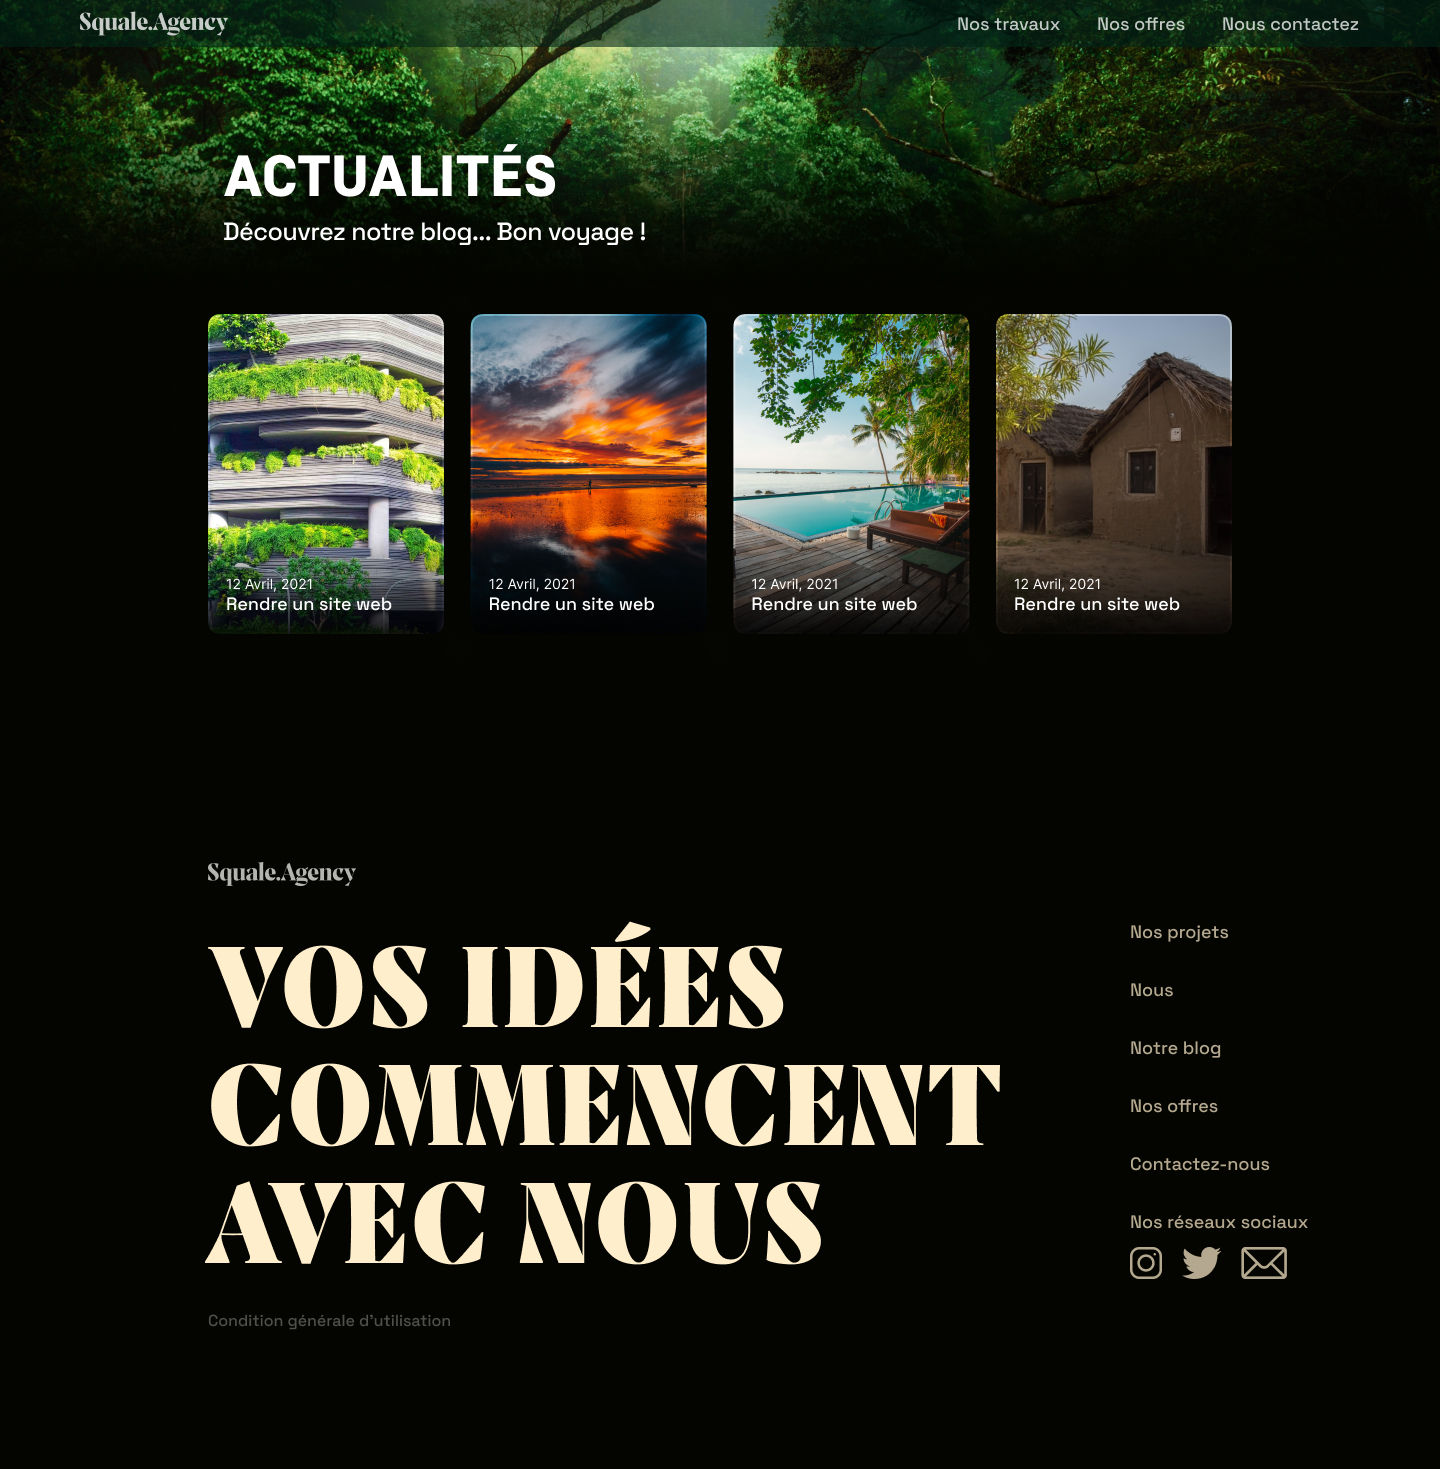 Squale.Agency
Nos travaux
Nos offres
Nous contactez
ACTUALITÉS
Découvrez notre blog... Bon voyage !
12 Avril, 2021
Rendre un site web
12 Avril, 2021
Rendre un site web
12 Avril, 2021
Rendre un site web
12 Avril, 2021
Rendre un site web
Squale.Agency
VOS IDÉES
COMMENCENT
AVEC NOUS
Condition générale d'utilisation
Nos projets
Nous
Notre blog
Nos offres
Contactez-nous
Nos réseaux sociaux